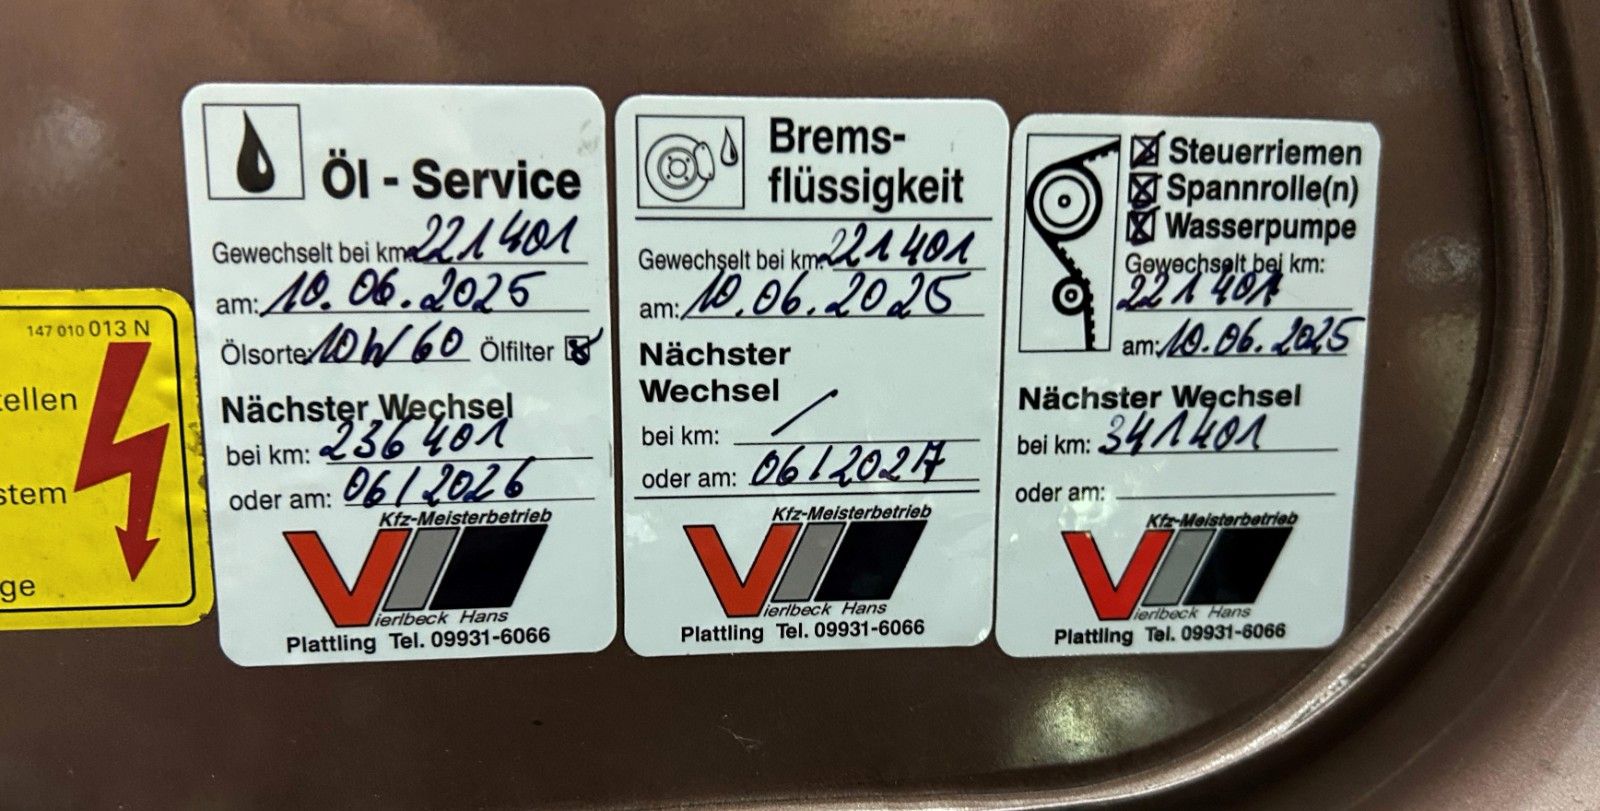 147 010 013 N
ellen
stem
ge
Öl - Service
Gewechselt bei km: 221401
am: 10.06.2025
Ölsorte 10W60 Ölfilter ☒
Nächster Wechsel
bei km: 236401
oder am: 06/2026
Kfz-Meisterbetrieb
Vierlbeck Hans
Plattling Tel. 09931-6066
Brems-
flüssigkeit
Gewechselt bei km: 221401
am: 10.06.2025
Nächster
Wechsel
bei km: /
oder am: 06/2027
Kfz-Meisterbetrieb
Vierlbeck Hans
Plattling Tel. 09931-6066
☒ Steuerriemen
☒ Spannrolle(n)
☒ Wasserpumpe
Gewechselt bei km:
221401
am: 10.06.2025
Nächster Wechsel
bei km: 341401
oder am:
Kfz-Meisterbetrieb
Vierlbeck Hans
Plattling Tel. 09931-6066